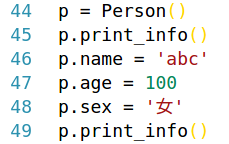 44 p = Person()
45 p.print_info()
46 p.name = 'abc'
47 p.age = 100
48 p.sex = '女'
49 p.print_info()